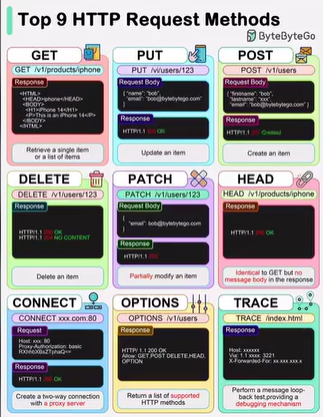 Top 9 HTTP Request Methods
ByteByteGo
GET
GET /v1/products/iphone
Response
<HTML>
<HEAD>iphone</HEAD>
<BODY>
<H1>iPhone 14</H1>
<P>This is an iPhone 14</P>
</BODY>
</HTML>
Retrieve a single item
or a list of items
PUT
PUT /v1/users/123
Request Body
{
"name": "bob",
"email": "bob@bytebytego.com"
}
Response
HTTP/1.1 200 OK
Update an item
POST
POST /v1/users
Request Body
{
"firstname": "bob",
"lastname": "xxx",
"email": "bob@bytebytego.com"
}
Response
HTTP/1.1 201 Created
Create an item
DELETE
DELETE /v1/users/123
Response
HTTP/1.1 200 OK
HTTP/1.1 204 NO CONTENT
Delete an item
PATCH
PATCH /v1/users/123
Request Body
{
"email": bob@bytebytego.com
}
Response
HTTP/1.1 200
Partially modify an item
HEAD
HEAD /v1/products/iphone
Response
HTTP/1.1 200 OK
Identical to GET but no
message body in the response
CONNECT
CONNECT xxx.com:80
Request
Host: xxx: 80
Proxy-Authorization: basic
Response
HTTP/1.1 200 OK
Create a two-way connection
with a proxy server
OPTIONS
OPTIONS /v1/users
Response
HTTP/ 1.1 200 OK
Allow: GET,POST DELETE,HEAD,
OPTION
Return a list of supported
HTTP methods
TRACE
TRACE /index.html
Response
Host: xxxxxx
Via: 1.1 xxxx: 3221
X-Forwarded-For: xx xxx xxx x
Perform a message loop-
back test,providing a
debugging mechanism